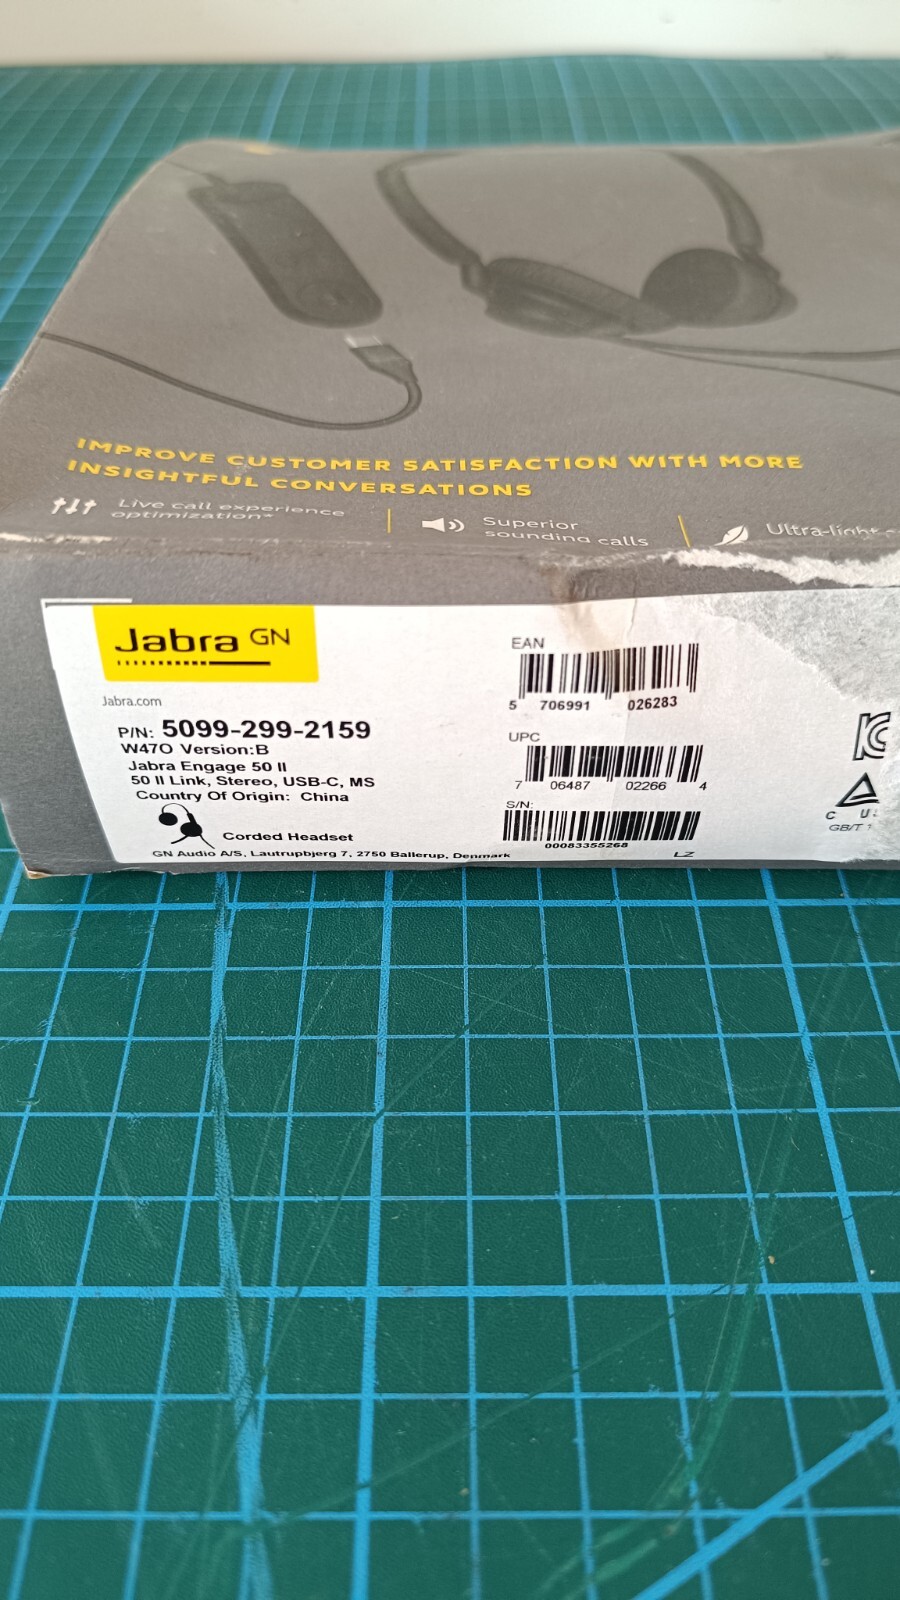 IMPROVE CUSTOMER SATISFACTION WITH MORE
INSIGHTFUL CONVERSATIONS
Live call experience
optimization*
Superior
sounding calls
Jabra GN
Jabra.com
P/N: 5099-299-2159
W47O Version:B
Jabra Engage 50 II
50 II Link, Stereo, USB-C, MS
Country Of Origin: China
Corded Headset
GN Audio A/S, Lautrupbjerg 7, 2750 Ballerup, Denmark
EAN
5 706991 026283
UPC
7 06487 02266 4
S/N:
00083355268
LZ
C
GB/T